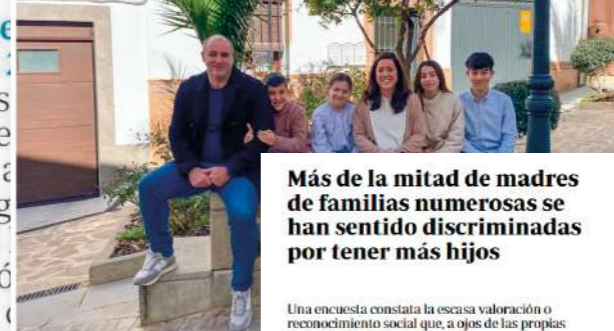 Más de la mitad de madres
de familias numerosas se
han sentido discriminadas
por tener más hijos
Una encuesta constata la escasa valoración o
reconocimiento social que, a ojos de las propias